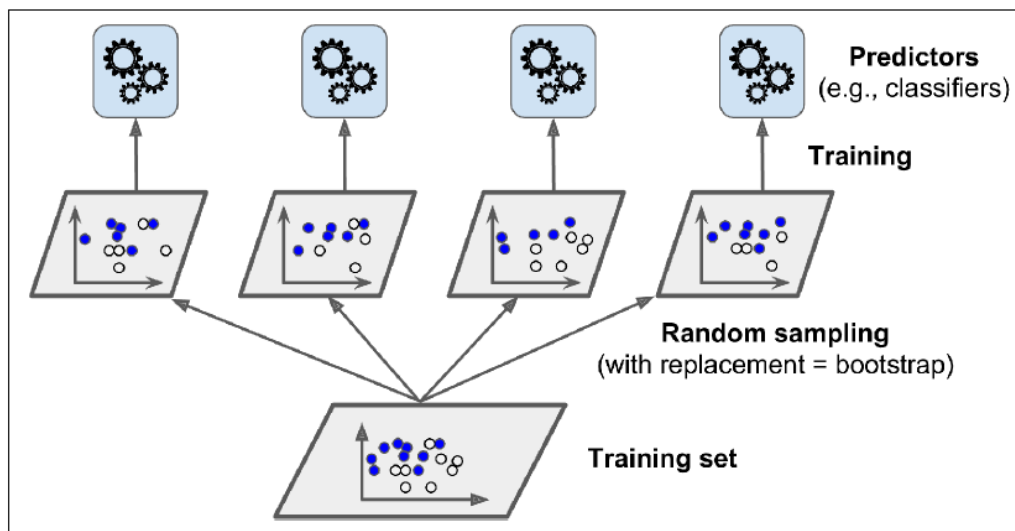 Predictors
(e.g., classifiers)
Training
Random sampling
(with replacement = bootstrap)
Training set